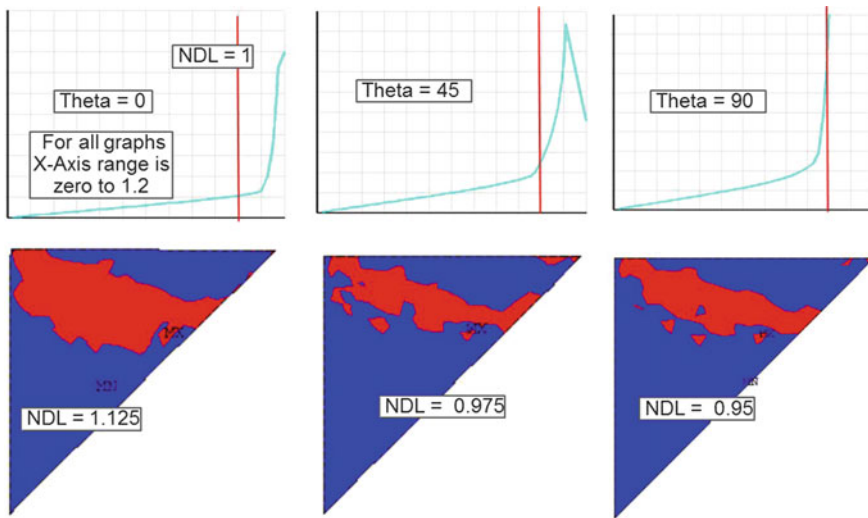 NDL = 1
Theta = 0
For all graphs
X-Axis range is
zero to 1.2
Theta = 45
Theta = 90
MX
MN
NDL = 1.125
MX
NDL = 0.975
MX
MN
NDL = 0.95